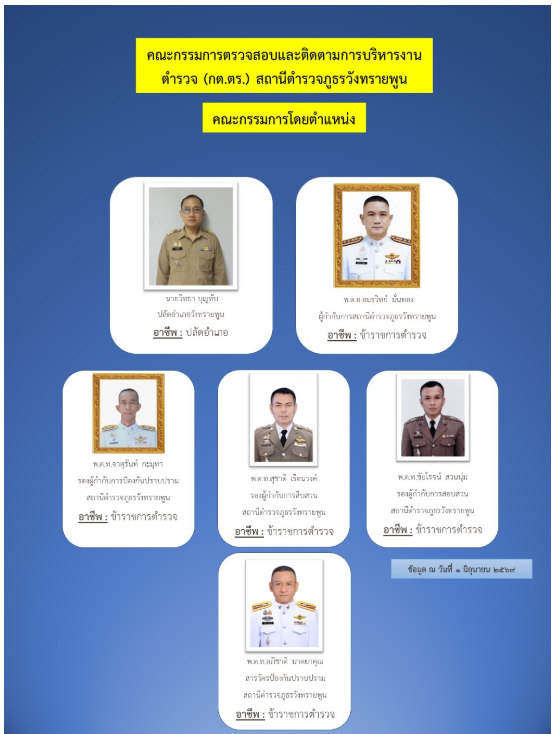 คณะกรรมการตรวจสอบและติดตามการบริหารงาน
ตำรวจ (กต.ตร.) สถานีตำรวจภูธรวังทรายพูน
คณะกรรมการโดยตำแหน่ง
นายวิทยา บุญทับ
ปลัดอำเภอวังทรายพูน
อาชีพ : ปลัดอำเภอ
พ.ต.อ.อมรวิทย์ มั่นทอง
ผู้กำกับการสถานีตำรวจภูธรวังทรายพูน
อาชีพ : ข้าราชการตำรวจ
พ.ต.ท.จาตุรันท์ กะมุทา
รองผู้กำกับการป้องกันปราบปราม
สถานีตำรวจภูธรวังทรายพูน
อาชีพ : ข้าราชการตำรวจ
พ.ต.ท.สุชาติ เรือนวงค์
รองผู้กำกับการสืบสวน
สถานีตำรวจภูธรวังทรายพูน
อาชีพ : ข้าราชการตำรวจ
พ.ต.ท.ชัยโรจน์ สวนนุ่ม
รองผู้กำกับการสอบสวน
สถานีตำรวจภูธรวังทรายพูน
อาชีพ : ข้าราชการตำรวจ
ข้อมูล ณ วันที่ ๑ มิถุนายน ๒๕๖๗
พ.ต.ท.อภิชาติ มาตยาคุณ
สารวัตรป้องกันปราบปราม
สถานีตำรวจภูธรวังทรายพูน
อาชีพ : ข้าราชการตำรวจ